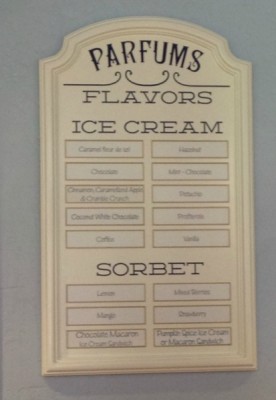 PARFUMS
FLAVORS
ICE CREAM
Caramel fleur de sel
Hazelnut
Chocolate
Mint - Chocolate
Cinnamon, Caramelized Apple
& Crumble Crunch
Pistachio
Coconut White Chocolate
Profiterole
Coffee
Vanilla
SORBET
Lemon
Mixed Berries
Mango
Strawberry
Chocolate Macaron
Ice Cream Sandwich
Pumpkin Spice Ice Cream
or Macaron Sandwich